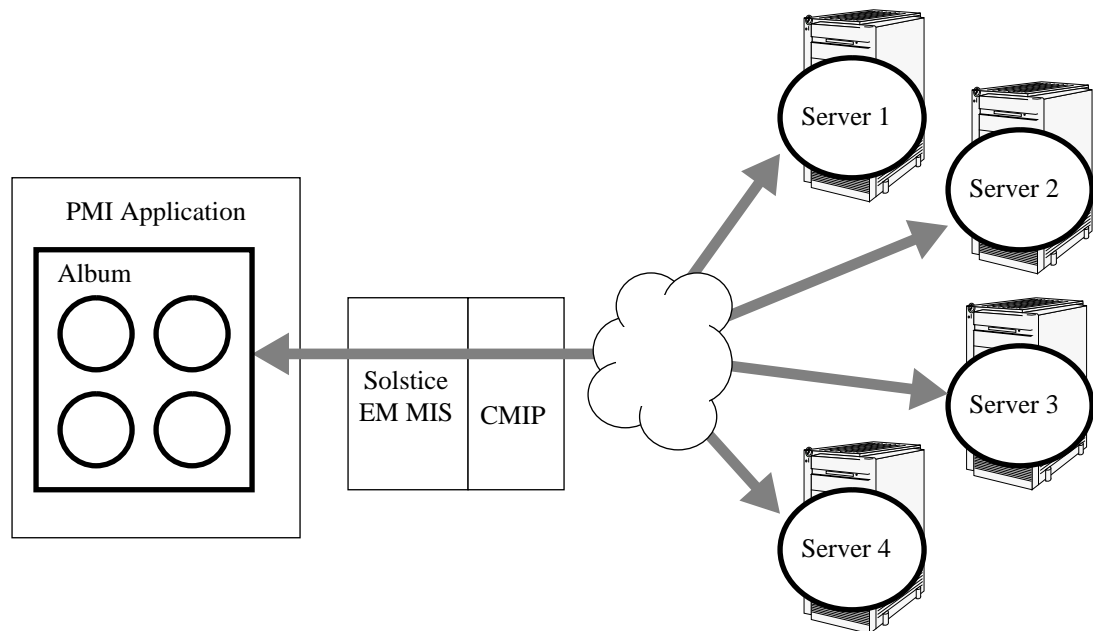 PMI Application
Album
Solstice
EM MIS
CMIP
Server 1
Server 2
Server 3
Server 4